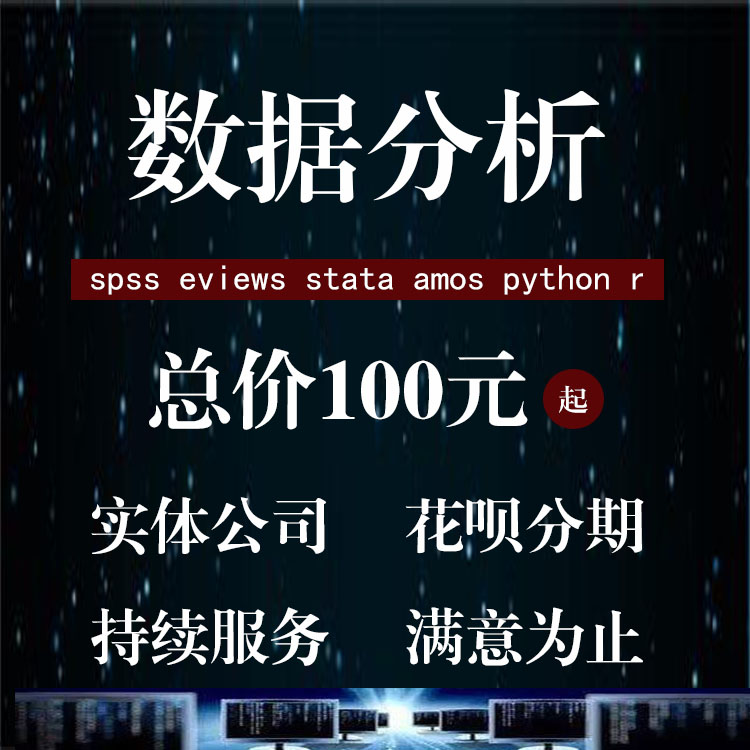 数据分析
spss eviews stata amos python r
总价100元起
实体公司 花呗分期
持续服务 满意为止